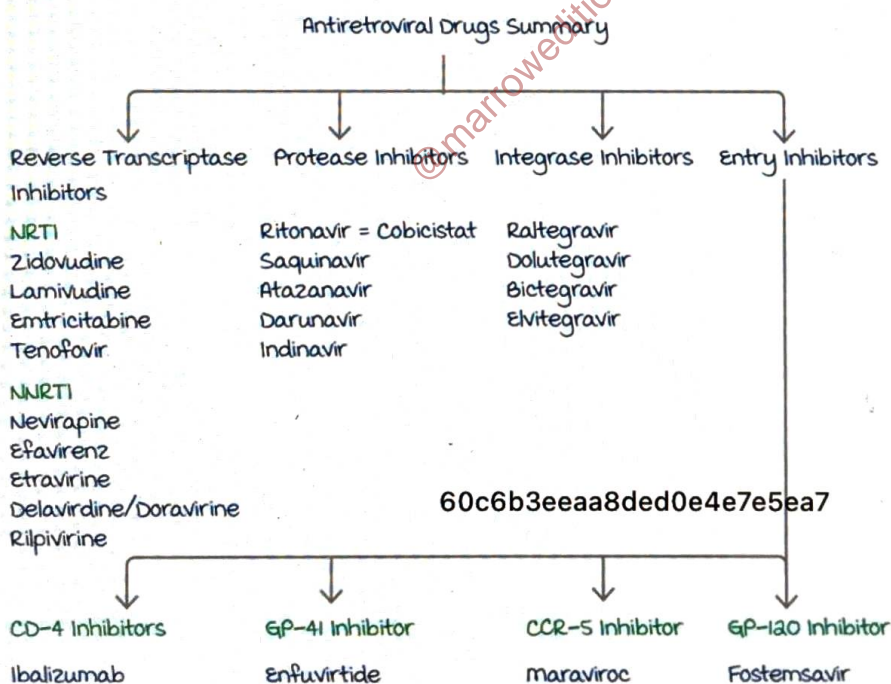 Antiretroviral Drugs Summary
@marrowedition
Reverse Transcriptase
Inhibitors
NRTI
Zidovudine
Lamivudine
Emtricitabine
Tenofovir
NNRTI
Nevirapine
Efavirenz
Etravirine
Delavirdine/Doravirine
Rilpivirine
Protease Inhibitors
Ritonavir = Cobicistat
Saquinavir
Atazanavir
Darunavir
Indinavir
Integrase Inhibitors
Raltegravir
Dolutegravir
Bictegravir
Elvitegravir
Entry Inhibitors
60c6b3eeaa8ded0e4e7e5ea7
CD-4 Inhibitors
Ibalizumab
GP-41 Inhibitor
Enfuvirtide
CCR-5 Inhibitor
maraviroc
GP-120 Inhibitor
Fostemsavir